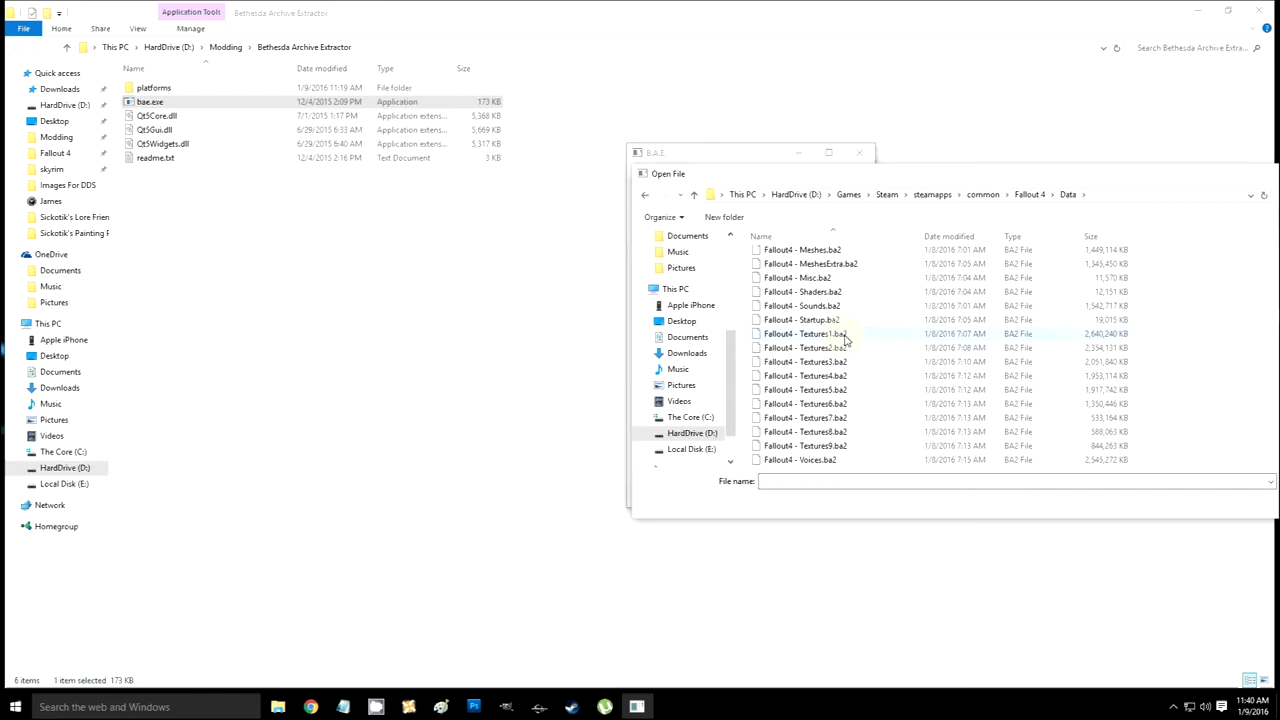 Application Tools
Bethesda Archive Extractor
File
Home
Share
View
Manage
This PC > HardDrive (D:) > Modding > Bethesda Archive Extractor
Search Bethesda Archive Extra...
Quick access
Downloads
HardDrive (D:)
Desktop
Modding
Fallout 4
skyrim
Images For DDS
James
Sickotik's Lore Frien
Sickotik's Painting F
OneDrive
Documents
Music
Pictures
This PC
Apple iPhone
Desktop
Documents
Downloads
Music
Pictures
Videos
The Core (C:)
HardDrive (D:)
Local Disk (E:)
Network
Homegroup
Name Date modified Type Size
platforms 1/9/2016 11:19 AM File folder
bae.exe 12/4/2015 2:09 PM Application 173 KB
Qt5Core.dll 7/1/2015 1:17 PM Application extens... 5,368 KB
Qt5Gui.dll 6/29/2015 6:33 AM Application extens... 5,669 KB
Qt5Widgets.dll 6/29/2015 6:40 AM Application extens... 5,317 KB
readme.txt 12/4/2015 2:16 PM Text Document 3 KB
B.A.E.
Open File
This PC > HardDrive (D:) > Games > Steam > steamapps > common > Fallout 4 > Data >
Organize
New folder
Documents
Music
Pictures
This PC
Apple iPhone
Desktop
Documents
Downloads
Music
Pictures
Videos
The Core (C:)
HardDrive (D:)
Local Disk (E:)
Name Date modified Type Size
Fallout4 - Meshes.ba2 1/8/2016 7:01 AM BA2 File 1,449,114 KB
Fallout4 - MeshesExtra.ba2 1/8/2016 7:05 AM BA2 File 1,345,450 KB
Fallout4 - Misc.ba2 1/8/2016 7:04 AM BA2 File 11,570 KB
Fallout4 - Shaders.ba2 1/8/2016 7:04 AM BA2 File 12,151 KB
Fallout4 - Sounds.ba2 1/8/2016 7:01 AM BA2 File 1,542,717 KB
Fallout4 - Startup.ba2 1/8/2016 7:05 AM BA2 File 19,015 KB
Fallout4 - Textures1.ba2 1/8/2016 7:07 AM BA2 File 2,640,240 KB
Fallout4 - Textures2.ba2 1/8/2016 7:08 AM BA2 File 2,354,131 KB
Fallout4 - Textures3.ba2 1/8/2016 7:10 AM BA2 File 2,051,840 KB
Fallout4 - Textures4.ba2 1/8/2016 7:12 AM BA2 File 1,953,114 KB
Fallout4 - Textures5.ba2 1/8/2016 7:12 AM BA2 File 1,917,742 KB
Fallout4 - Textures6.ba2 1/8/2016 7:13 AM BA2 File 1,350,446 KB
Fallout4 - Textures7.ba2 1/8/2016 7:13 AM BA2 File 533,164 KB
Fallout4 - Textures8.ba2 1/8/2016 7:13 AM BA2 File 588,063 KB
Fallout4 - Textures9.ba2 1/8/2016 7:13 AM BA2 File 844,263 KB
Fallout4 - Voices.ba2 1/8/2016 7:15 AM BA2 File 2,545,272 KB
File name:
6 items 1 item selected 173 KB
Search the web and Windows
Ps
11:40 AM
1/9/2016